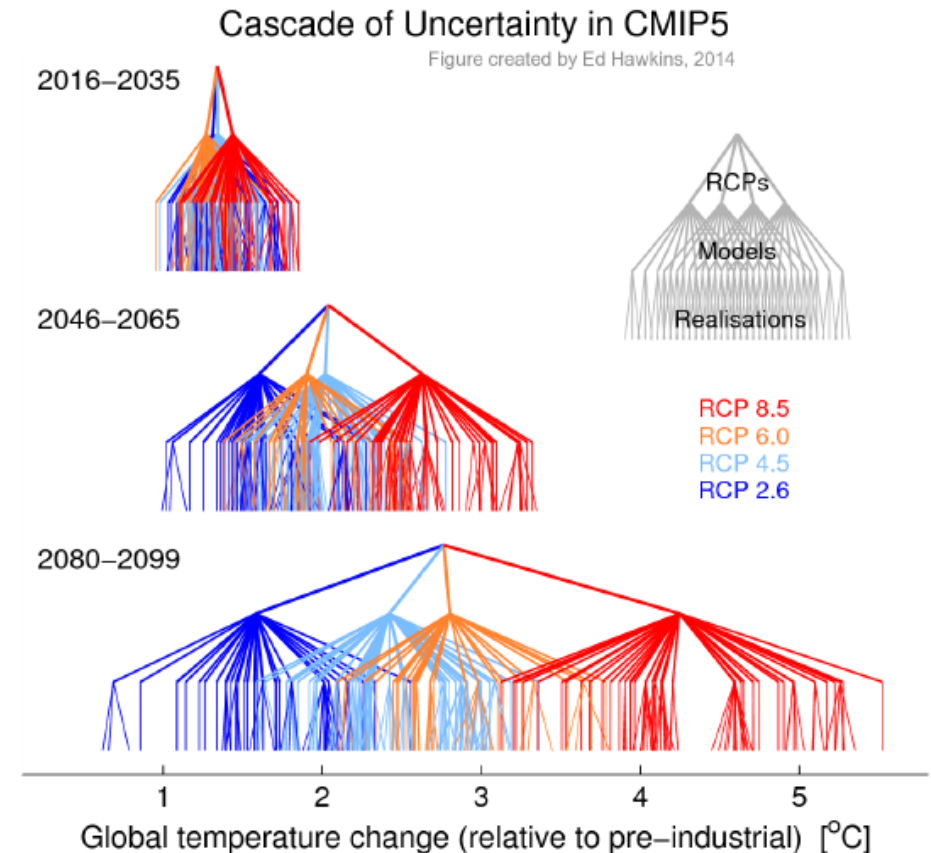 Cascade of Uncertainty in CMIP5
Figure created by Ed Hawkins, 2014
2016−2035
RCPs
Models
Realisations
2046−2065
RCP 8.5
RCP 6.0
RCP 4.5
RCP 2.6
2080−2099
1 2 3 4 5
Global temperature change (relative to pre−industrial) [°C]